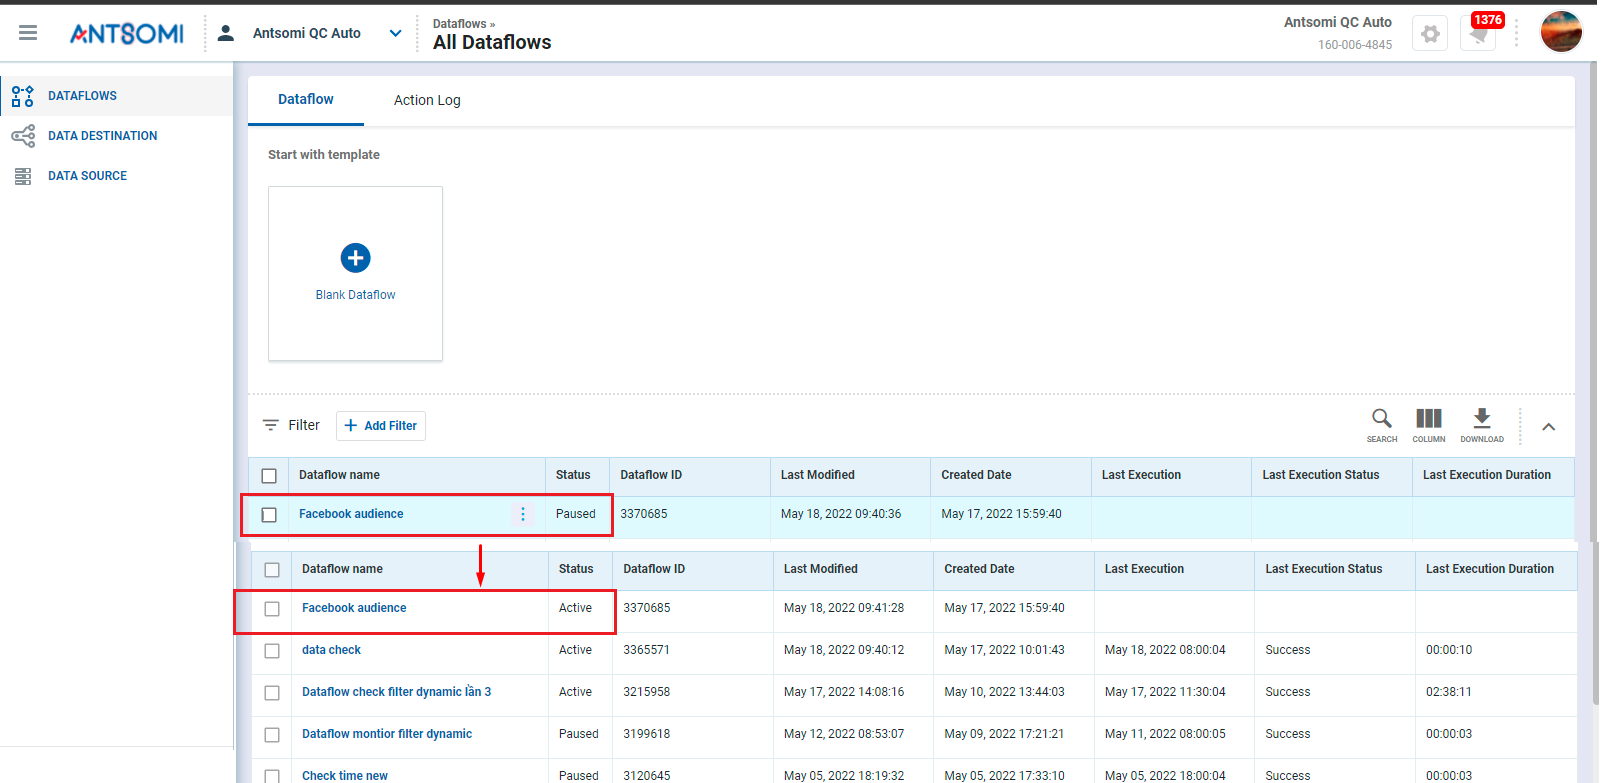 ANTSOMI
Antsomi QC Auto
Dataflows »
All Dataflows
Antsomi QC Auto
160-006-4845
1376
DATAFLOWS
DATA DESTINATION
DATA SOURCE
Dataflow
Action Log
Start with template
Blank Dataflow
Filter
Add Filter
SEARCH
COLUMN
DOWNLOAD
Dataflow name Status Dataflow ID Last Modified Created Date Last Execution Last Execution Status Last Execution Duration
Facebook audience Paused 3370685 May 18, 2022 09:40:36 May 17, 2022 15:59:40
Dataflow name Status Dataflow ID Last Modified Created Date Last Execution Last Execution Status Last Execution Duration
Facebook audience Active 3370685 May 18, 2022 09:41:28 May 17, 2022 15:59:40
data check Active 3365571 May 18, 2022 09:40:12 May 17, 2022 10:01:43 May 18, 2022 08:00:04 Success 00:00:10
Dataflow check filter dynamic lần 3 Active 3215958 May 17, 2022 14:08:16 May 10, 2022 13:44:03 May 17, 2022 11:30:04 Success 02:38:11
Dataflow montior filter dynamic Paused 3199618 May 12, 2022 08:53:07 May 09, 2022 17:21:21 May 11, 2022 08:00:05 Success 00:00:03
Check time new Paused 3120645 May 05, 2022 18:19:32 May 05, 2022 17:33:10 May 05, 2022 18:00:04 Success 00:00:03